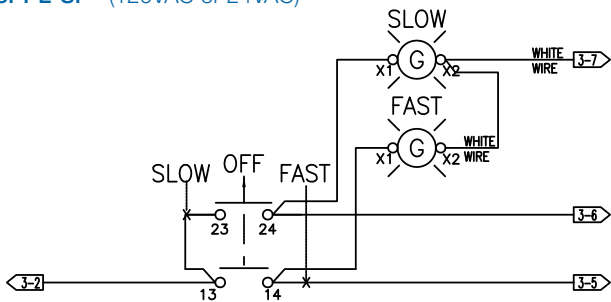 (120VAC or 24VAC)
SLOW
G
X1
X2
WHITE
WIRE
3-7
FAST
G
X1
X2
WHITE
WIRE
SLOW
OFF
FAST
23
24
3-6
3-2
13
14
3-5